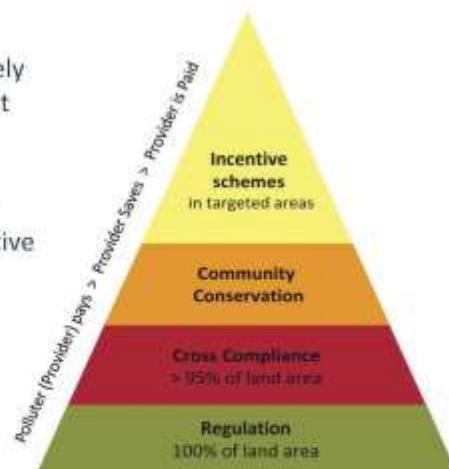 Polluter (Provider) pays > Provider Saves > Provider is Paid
Incentive
schemes
in targeted areas
Community
Conservation
Cross Compliance
> 95% of land area
Regulation
100% of land area